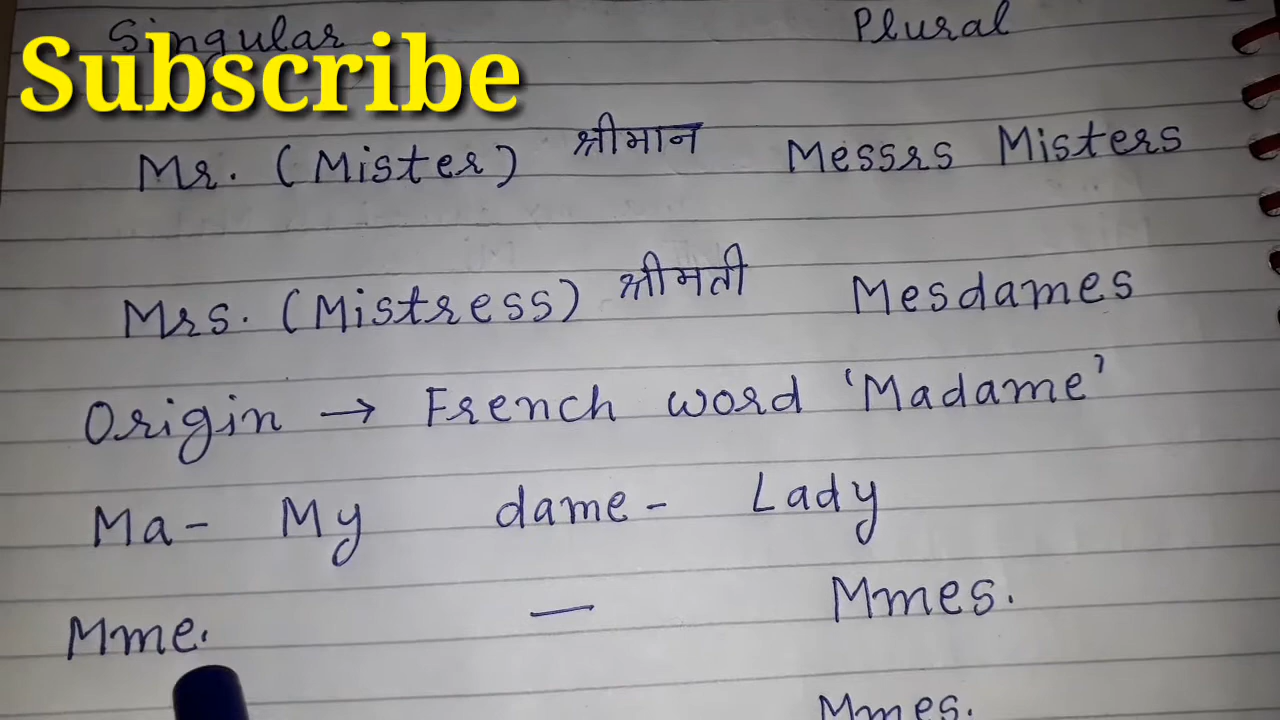 Singular Plural
Subscribe
Mr. (Mister) श्रीमान Messrs Misters
Mrs. (Mistress) श्रीमती Mesdames
Origin → French word ‘Madame’
Ma- My dame- Lady
Mme. — Mmes.
Mmes.